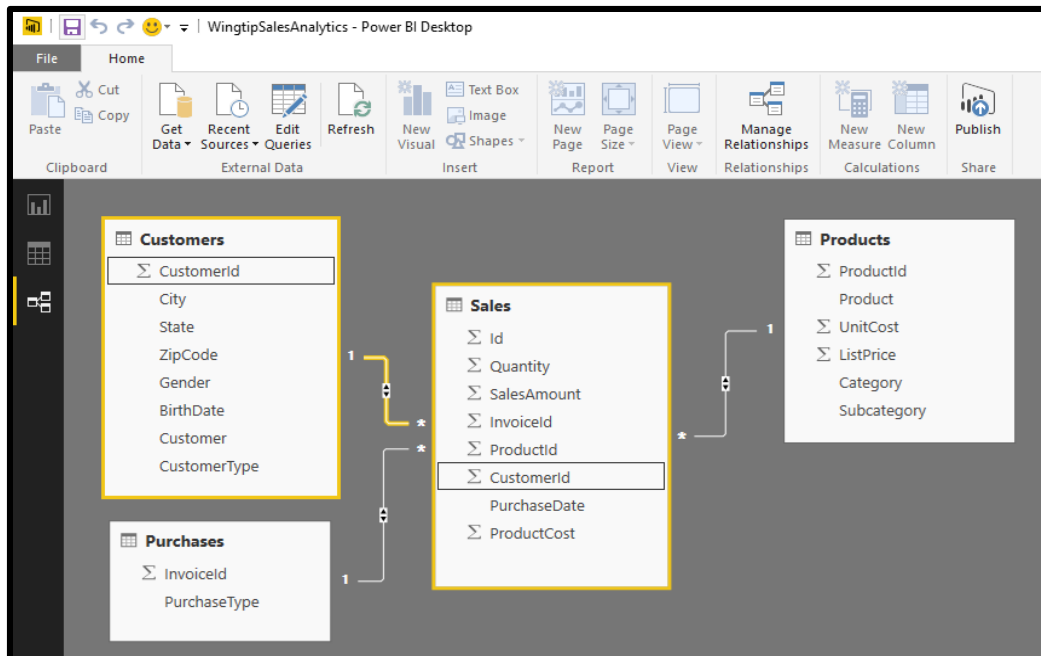 WingtipSalesAnalytics - Power BI Desktop
File Home
Paste
Cut
Copy
Clipboard
Get Data
Recent Sources
Edit Queries
External Data
Refresh
New Visual
Text Box
Image
Shapes
Insert
New Page
Page Size
Report
Page View
View
Manage Relationships
Relationships
New Measure
New Column
Calculations
Publish
Share
Customers
Σ CustomerId
City
State
ZipCode
Gender
BirthDate
Customer
CustomerType
1
*
Purchases
Σ InvoiceId
PurchaseType
1
*
Sales
Σ Id
Σ Quantity
Σ SalesAmount
Σ InvoiceId
Σ ProductId
Σ CustomerId
PurchaseDate
Σ ProductCost
*
1
Products
Σ ProductId
Product
Σ UnitCost
Σ ListPrice
Category
Subcategory